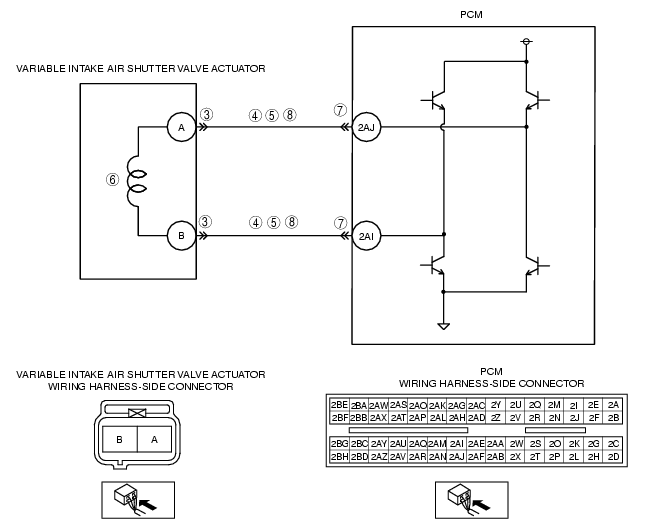 PCM
VARIABLE INTAKE AIR SHUTTER VALVE ACTUATOR
③ ④ ⑤ ⑧ ⑦
A 2AJ
⑥
③ ④ ⑤ ⑧ ⑦
B 2AI
VARIABLE INTAKE AIR SHUTTER VALVE ACTUATOR
WIRING HARNESS-SIDE CONNECTOR
B A
PCM
WIRING HARNESS-SIDE CONNECTOR
2BE 2BA 2AW 2AS 2AO 2AK 2AG 2AC 2Y 2U 2Q 2M 2I 2E 2A
2BF 2BB 2AX 2AT 2AP 2AL 2AH 2AD 2Z 2V 2R 2N 2J 2F 2B
2BG 2BC 2AY 2AU 2AQ 2AM 2AI 2AE 2AA 2W 2S 2O 2K 2G 2C
2BH 2BD 2AZ 2AV 2AR 2AN 2AJ 2AF 2AB 2X 2T 2P 2L 2H 2D